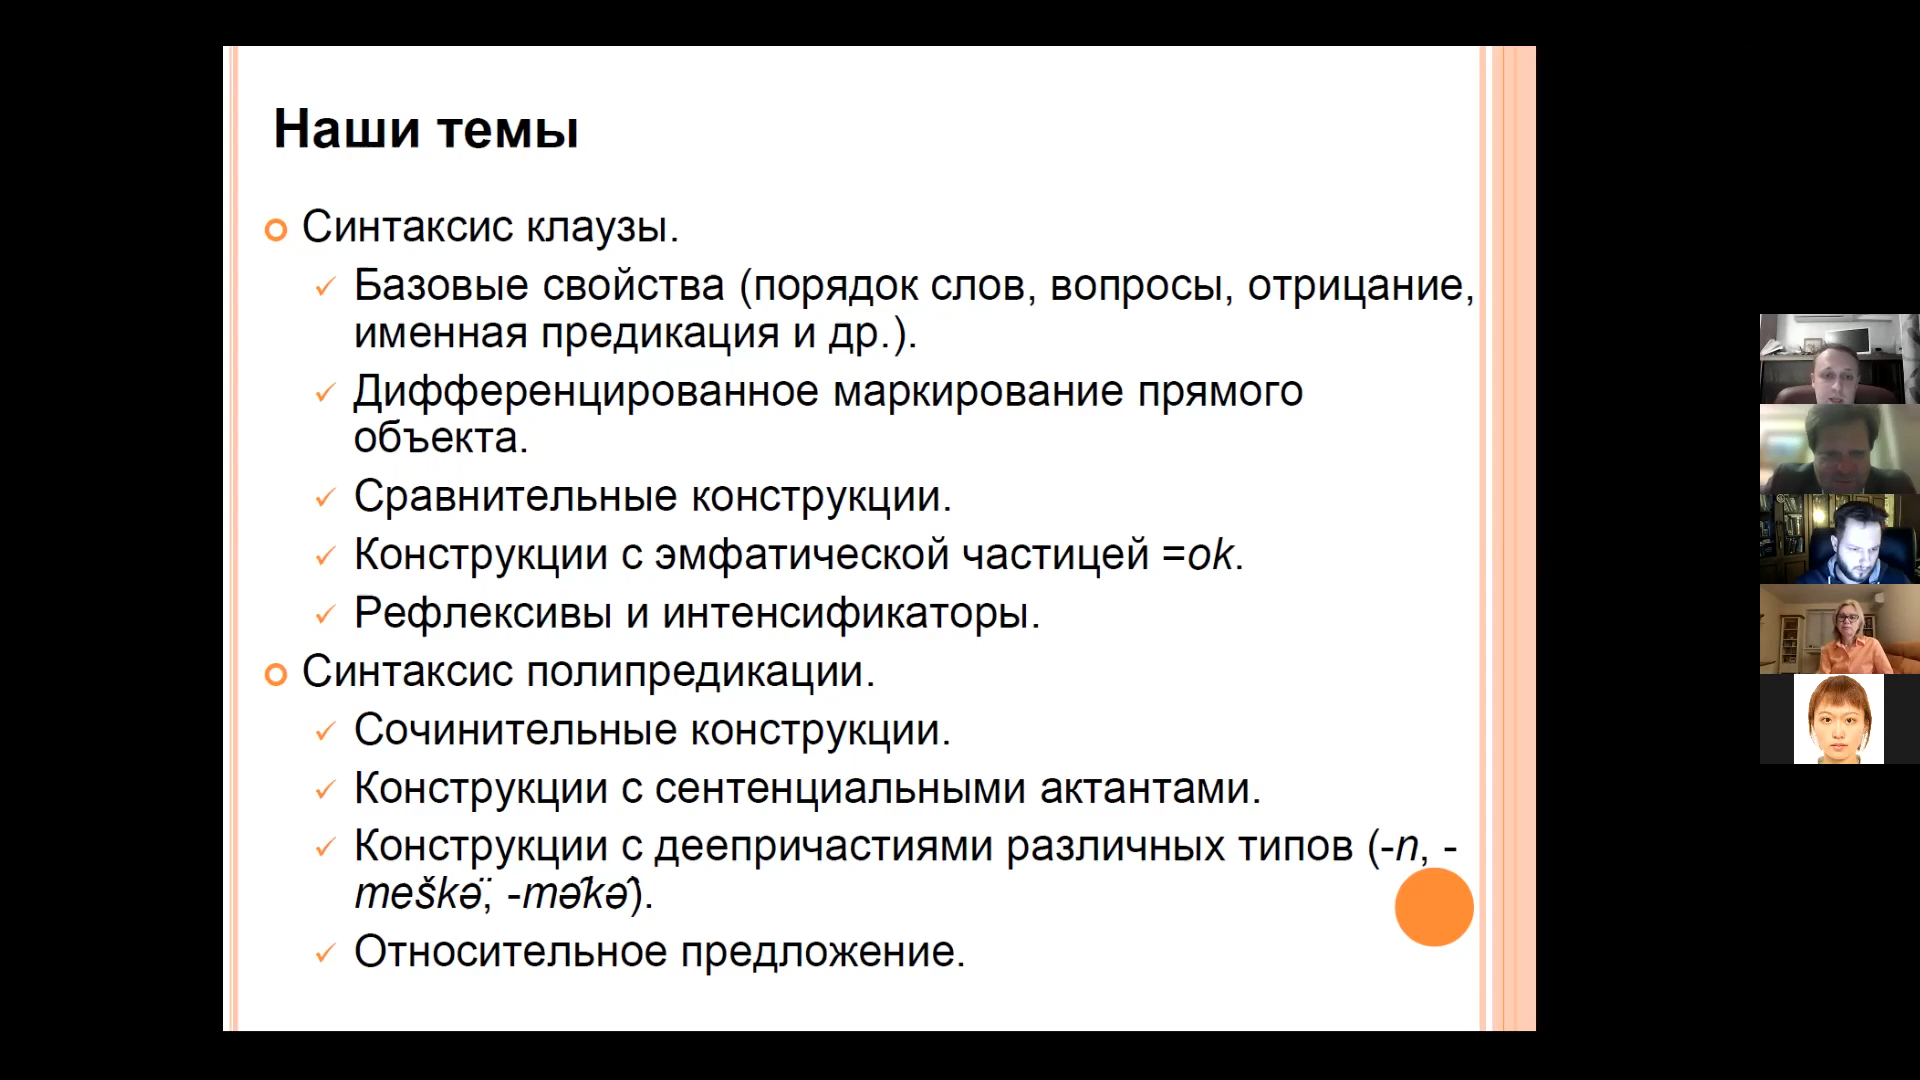 Наши темы
Синтаксис клаузы.
Базовые свойства (порядок слов, вопросы, отрицание,
именная предикация и др.).
Дифференцированное маркирование прямого
объекта.
Сравнительные конструкции.
Конструкции с эмфатической частицей =ok.
Рефлексивы и интенсификаторы.
Синтаксис полипредикации.
Сочинительные конструкции.
Конструкции с сентенциальными актантами.
Конструкции с деепричастиями различных типов (-n, -
meškə̈, -mə̂kə̂).
Относительное предложение.